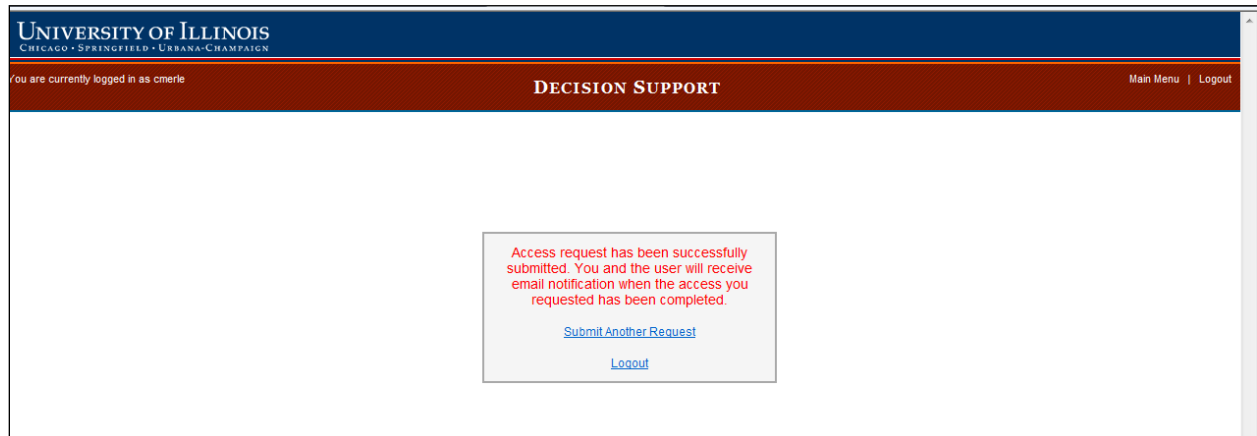 UNIVERSITY OF ILLINOIS
CHICAGO • SPRINGFIELD • URBANA-CHAMPAIGN
You are currently logged in as cmerle
DECISION SUPPORT
Main Menu | Logout
Access request has been successfully
submitted. You and the user will receive
email notification when the access you
requested has been completed.
Submit Another Request
Logout